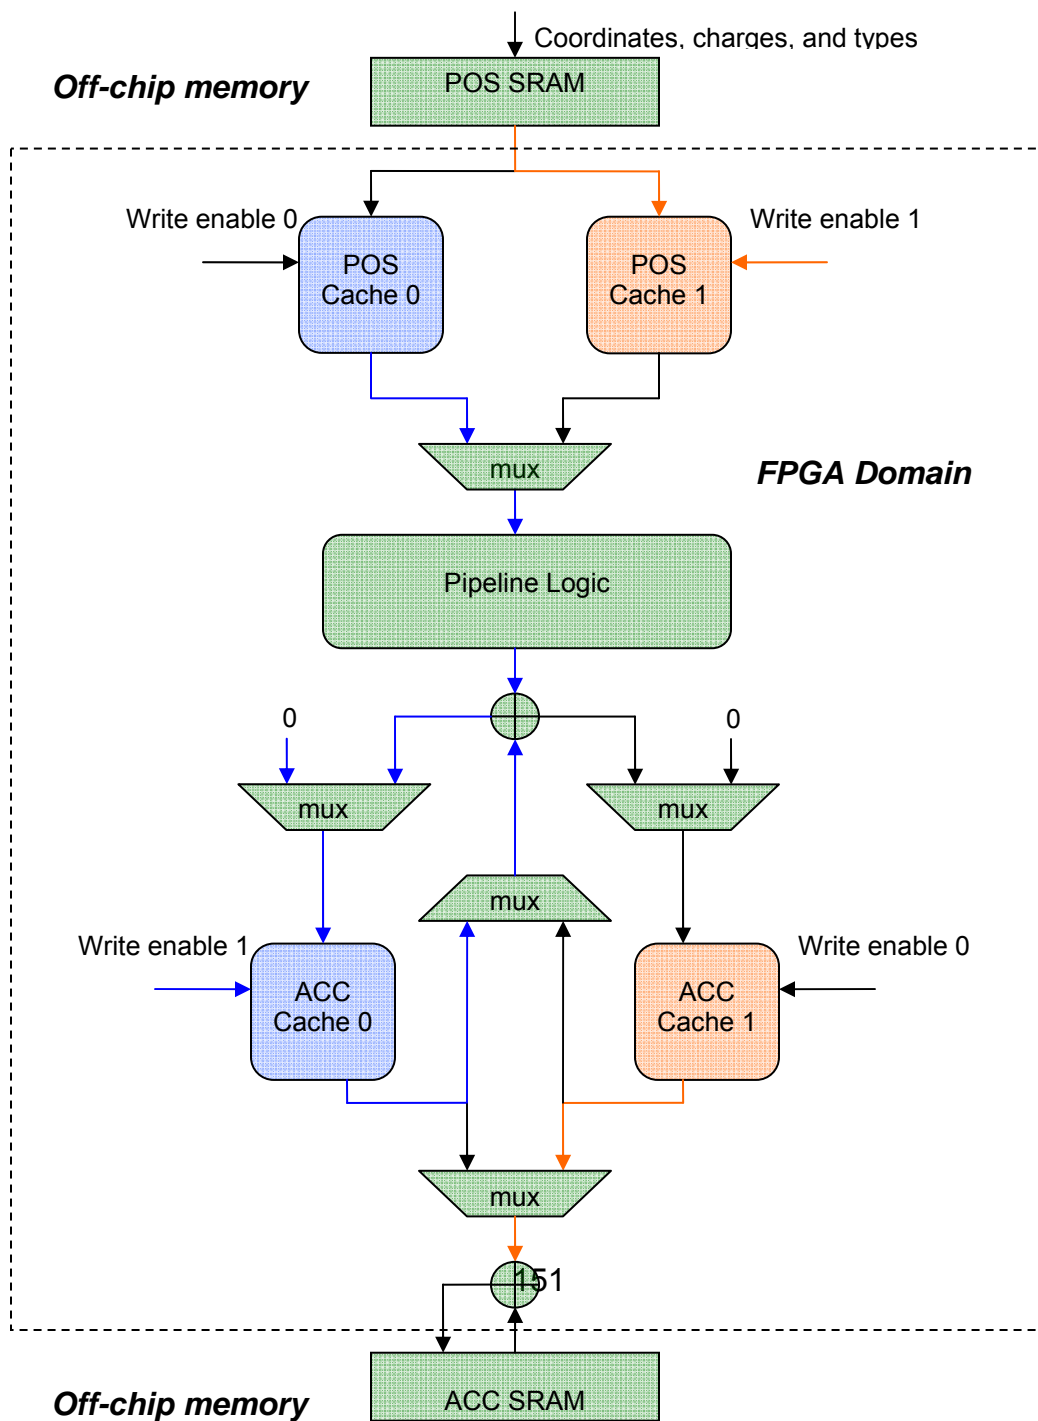 Coordinates, charges, and types
Off-chip memory
POS SRAM
Write enable 0
Write enable 1
POS
Cache 0
POS
Cache 1
mux
FPGA Domain
Pipeline Logic
0
0
mux
mux
mux
Write enable 1
Write enable 0
ACC
Cache 0
ACC
Cache 1
mux
151
Off-chip memory
ACC SRAM